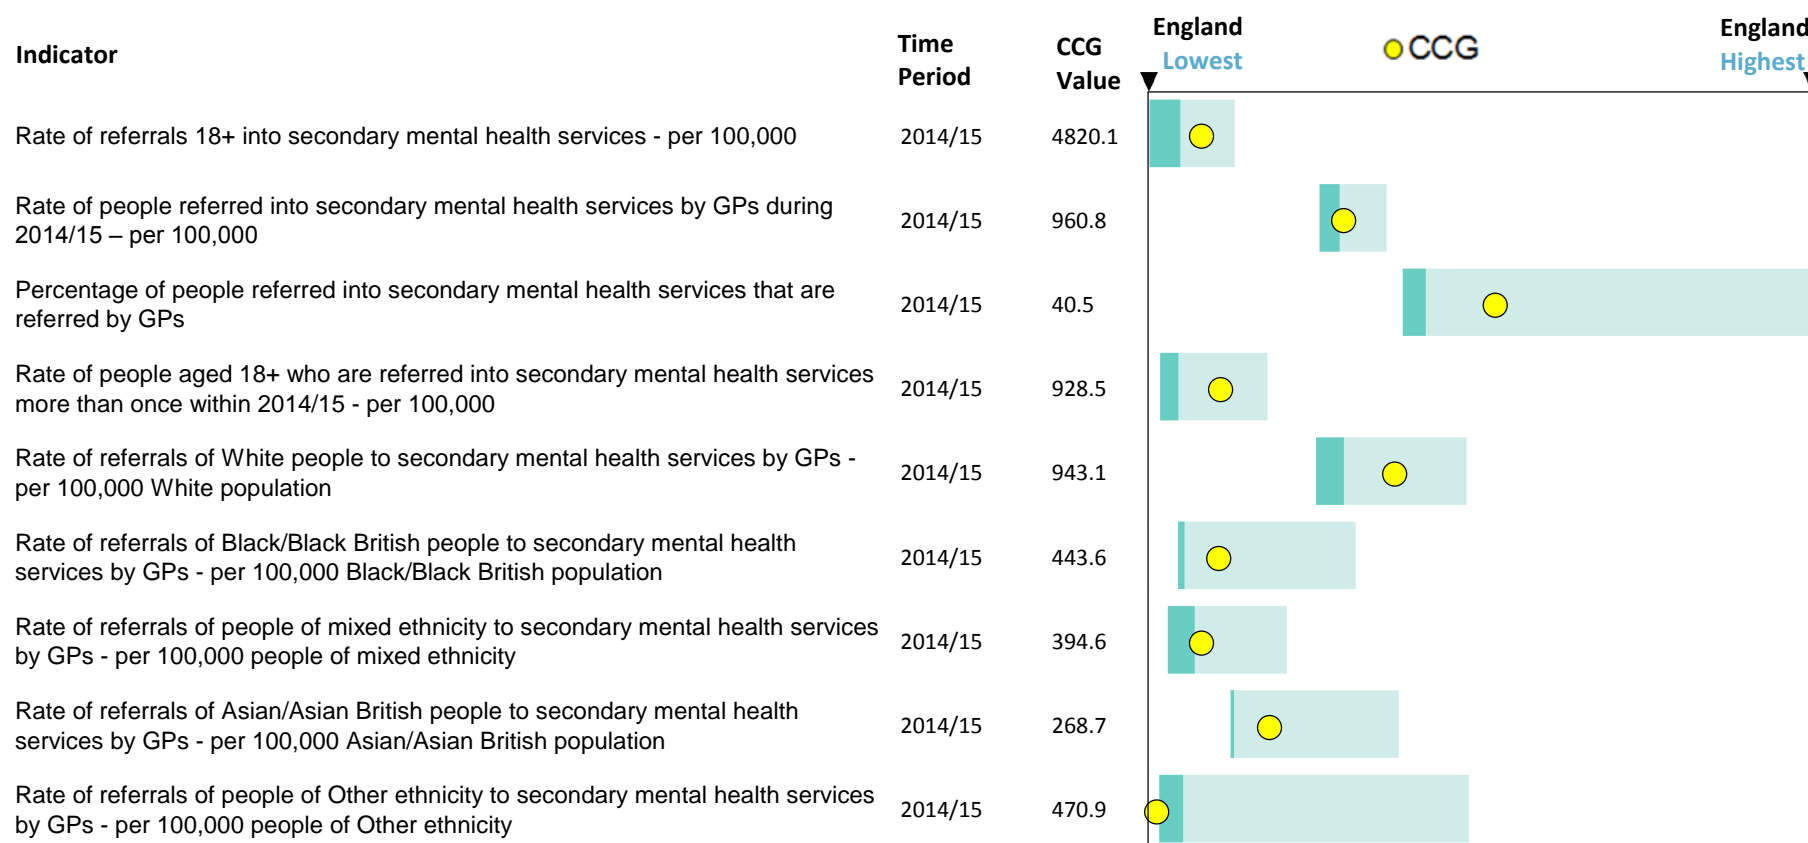 Indicator
Time
Period
CCG
Value
England
Lowest
CCG
England
Highest
Rate of referrals 18+ into secondary mental health services - per 100,000
2014/15
4820.1
Rate of people referred into secondary mental health services by GPs during
2014/15 – per 100,000
2014/15
960.8
Percentage of people referred into secondary mental health services that are
referred by GPs
2014/15
40.5
Rate of people aged 18+ who are referred into secondary mental health services
more than once within 2014/15 - per 100,000
2014/15
928.5
Rate of referrals of White people to secondary mental health services by GPs -
per 100,000 White population
2014/15
943.1
Rate of referrals of Black/Black British people to secondary mental health
services by GPs - per 100,000 Black/Black British population
2014/15
443.6
Rate of referrals of people of mixed ethnicity to secondary mental health services
by GPs - per 100,000 people of mixed ethnicity
2014/15
394.6
Rate of referrals of Asian/Asian British people to secondary mental health
services by GPs - per 100,000 Asian/Asian British population
2014/15
268.7
Rate of referrals of people of Other ethnicity to secondary mental health services
by GPs - per 100,000 people of Other ethnicity
2014/15
470.9